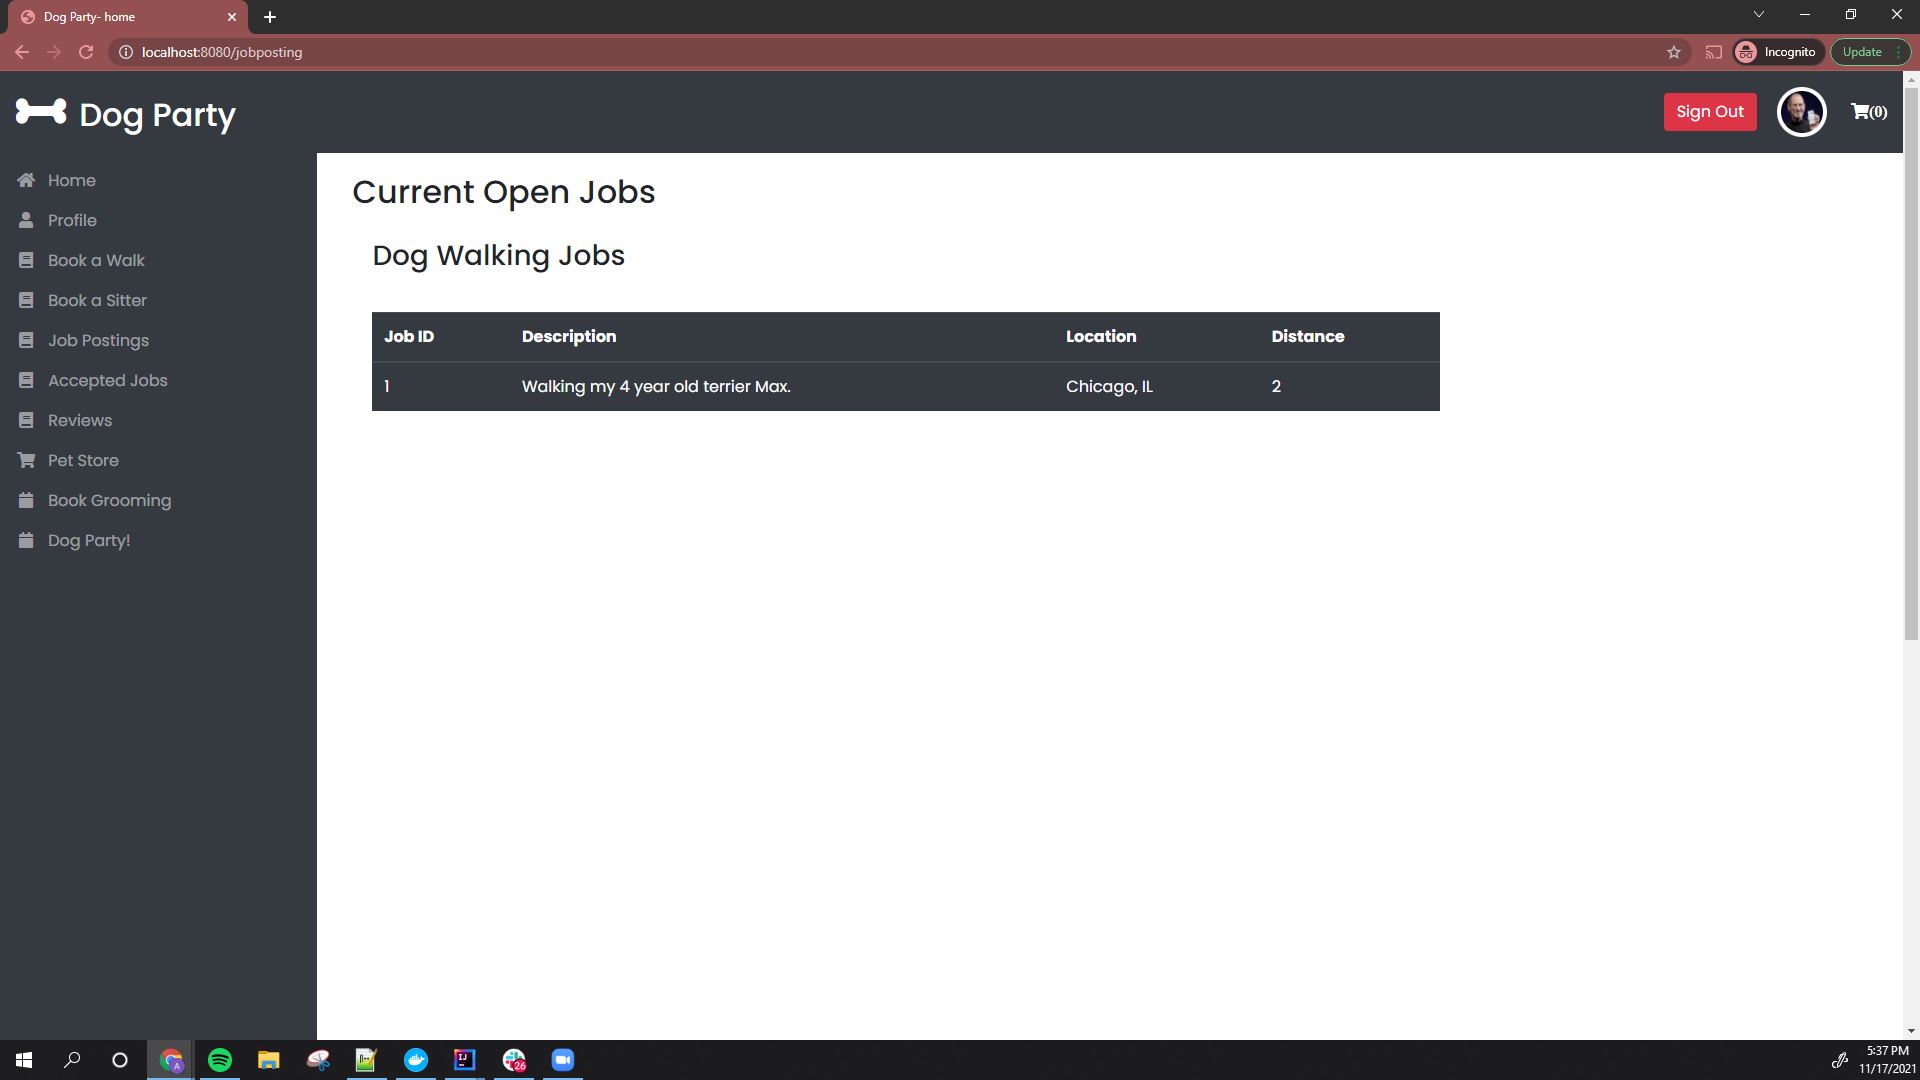 Dog Party- home
localhost:8080/jobposting
Incognito
Update
Dog Party
Sign Out
(0)
Home
Profile
Book a Walk
Book a Sitter
Job Postings
Accepted Jobs
Reviews
Pet Store
Book Grooming
Dog Party!
Current Open Jobs
Dog Walking Jobs
Job ID Description Location Distance
1 Walking my 4 year old terrier Max. Chicago, IL 2
A
IJ
26
5:37 PM
11/17/2021